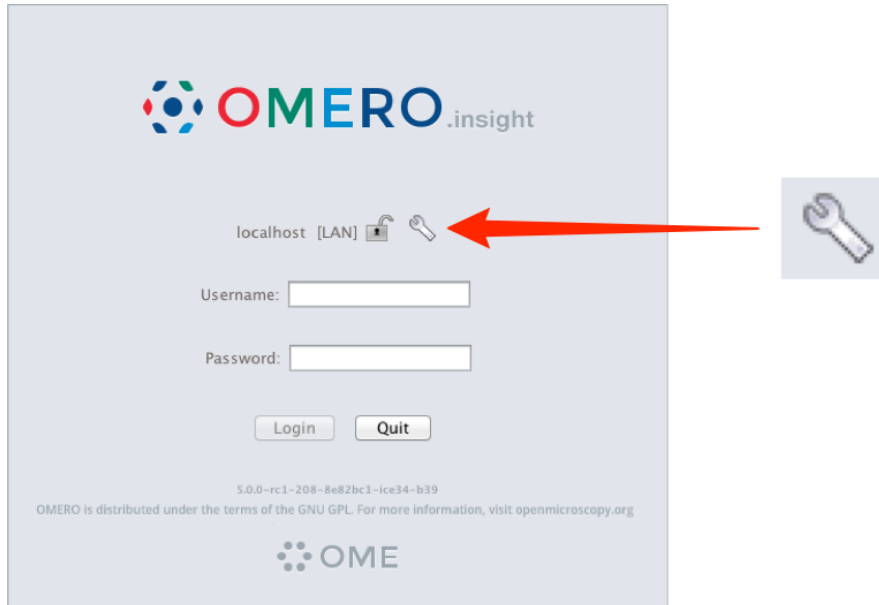 OMERO.insight
localhost [LAN]
Username:
Password:
Login Quit
5.0.0-rc1-208-8e82bc1-ice34-b39
OMERO is distributed under the terms of the GNU GPL. For more information, visit openmicroscopy.org
OME